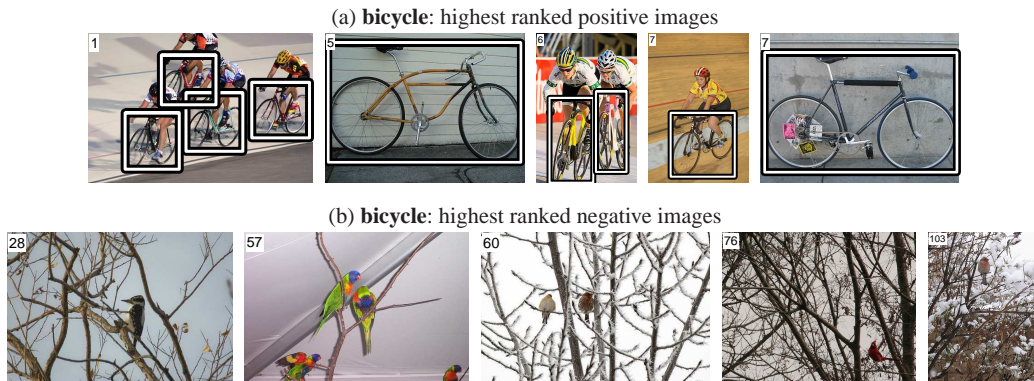 (a) bicycle: highest ranked positive images
1 5 6 7 7
(b) bicycle: highest ranked negative images
28 57 60 76 103